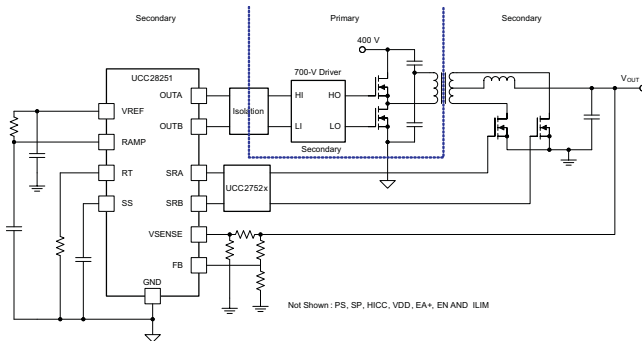 Secondary Primary Secondary
400 V
UCC28251
700-V Driver
VOUT
OUTA
HI HO
VREF
Isolation
OUTB
LI LO
RAMP
Secondary
RT
SRA
UCC2752x
SS
SRB
VSENSE
FB
GND
Not Shown : PS, SP, HICC, VDD, EA+, EN AND ILIM